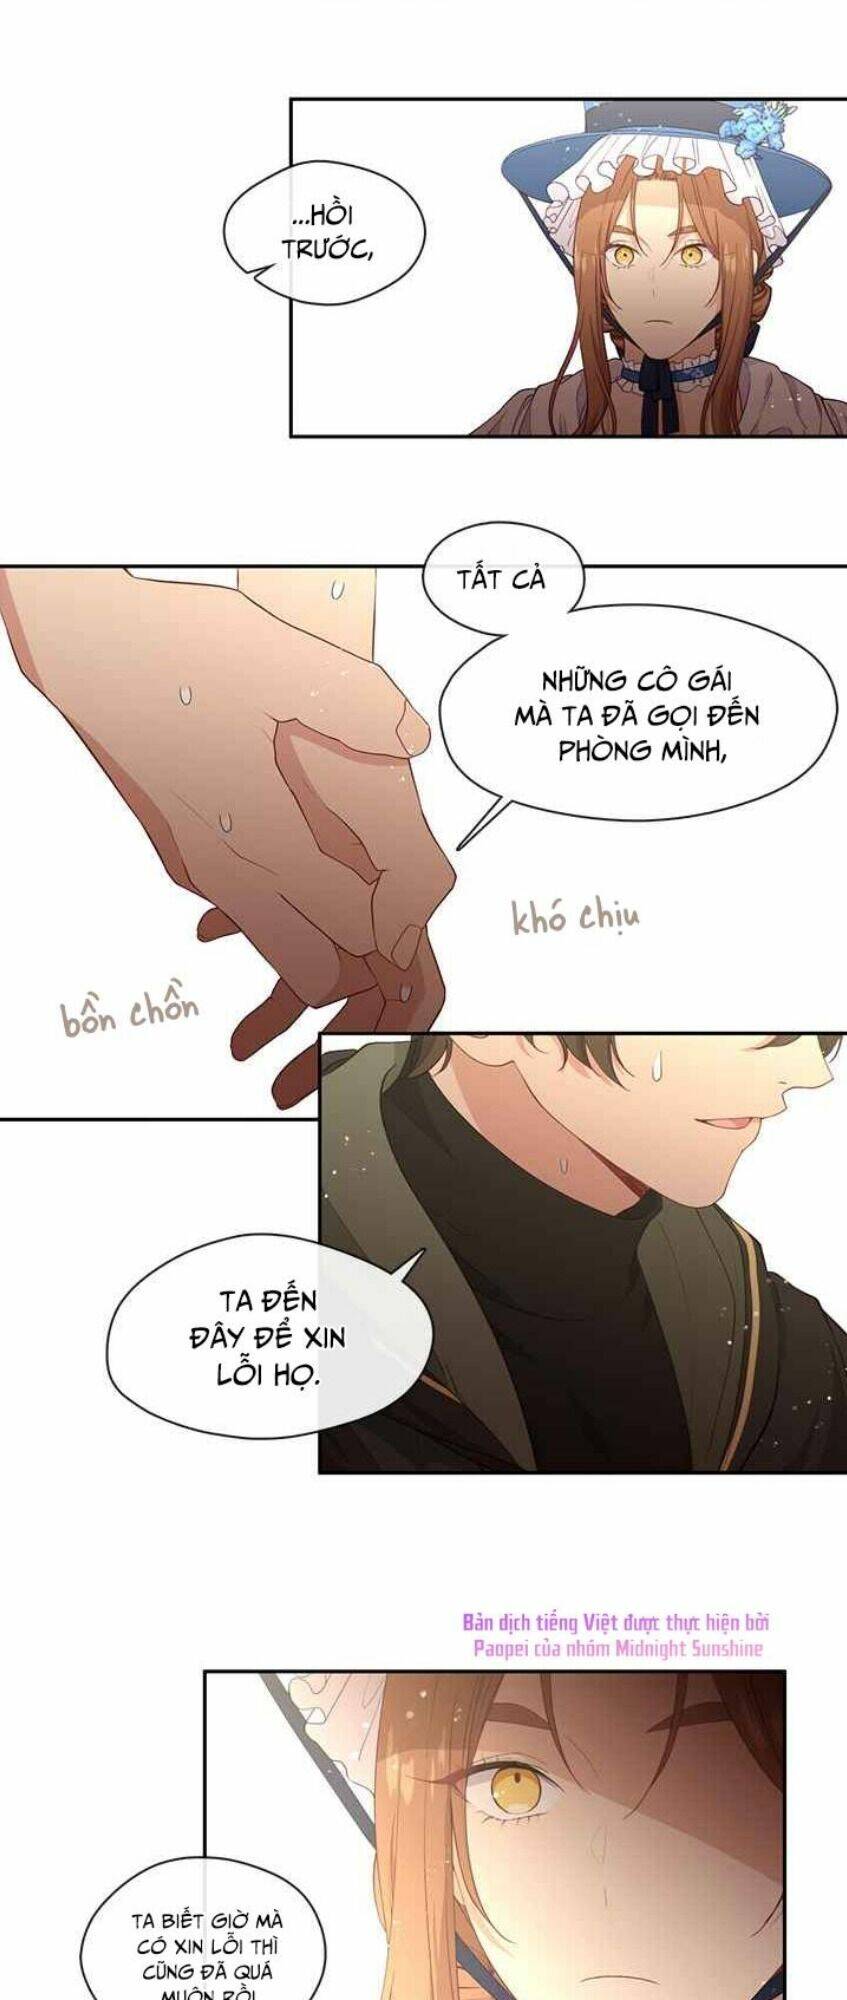 ...HỒI
TRƯỚC,
TẤT CẢ
NHỮNG CÔ GÁI
MÀ TA ĐÃ GỌI ĐẾN
PHÒNG MÌNH,
khó chịu
bồn chồn
TA ĐẾN
ĐÂY ĐỂ XIN
LỖI HỌ.
Bản dịch tiếng Việt được thực hiện bởi
Paopei của nhóm Midnight Sunshine
TA BIẾT GIỜ MÀ
CÓ XIN LỖI THÌ
CŨNG ĐÃ QUÁ
MUỘN RỒI